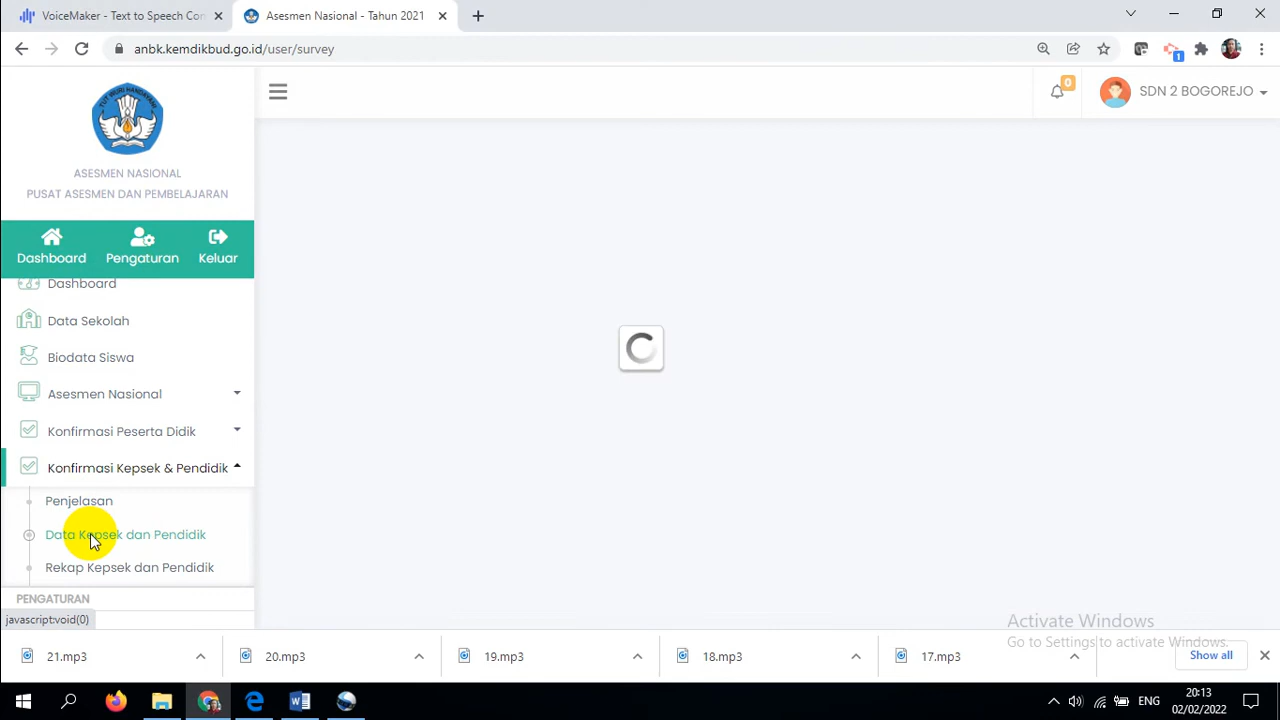 VoiceMaker - Text to Speech Con
Asesmen Nasional - Tahun 2021
anbk.kemdikbud.go.id/user/survey
1
ASESMEN NASIONAL
PUSAT ASESMEN DAN PEMBELAJARAN
0
SDN 2 BOGOREJO
Dashboard
Pengaturan
Keluar
Dashboard
Data Sekolah
Biodata Siswa
Asesmen Nasional
Konfirmasi Peserta Didik
Konfirmasi Kepsek & Pendidik
Penjelasan
Data Kepsek dan Pendidik
Rekap Kepsek dan Pendidik
PENGATURAN
javascript:void(0)
Activate Windows
Go to Settings to activate Windows.
21.mp3
20.mp3
19.mp3
18.mp3
17.mp3
Show all
ENG
20:13
02/02/2022